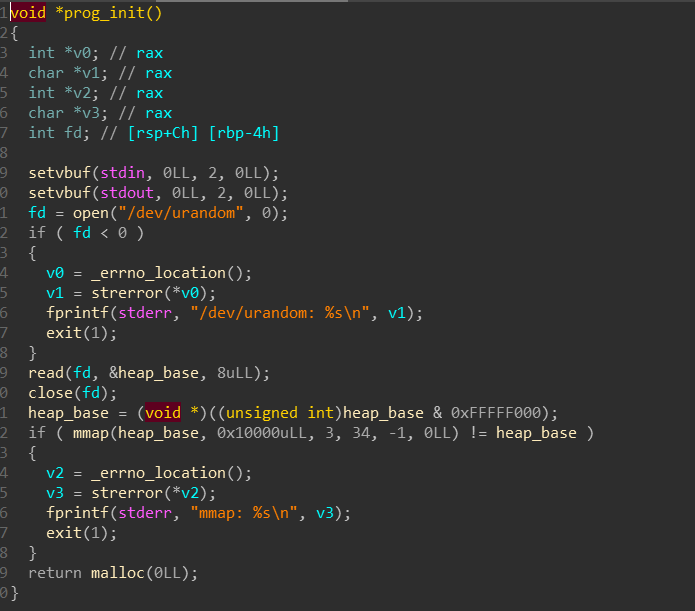 1void *prog_init()
2{
3  int *v0; // rax
4  char *v1; // rax
5  int *v2; // rax
6  char *v3; // rax
7  int fd; // [rsp+Ch] [rbp-4h]
8
9  setvbuf(stdin, 0LL, 2, 0LL);
0  setvbuf(stdout, 0LL, 2, 0LL);
1  fd = open("/dev/urandom", 0);
2  if ( fd < 0 )
3  {
4    v0 = _errno_location();
5    v1 = strerror(*v0);
6    fprintf(stderr, "/dev/urandom: %s\n", v1);
7    exit(1);
8  }
9  read(fd, &heap_base, 8uLL);
0  close(fd);
1  heap_base = (void *)((unsigned int)heap_base & 0xFFFFF000);
2  if ( mmap(heap_base, 0x10000uLL, 3, 34, -1, 0LL) != heap_base )
3  {
4    v2 = _errno_location();
5    v3 = strerror(*v2);
6    fprintf(stderr, "mmap: %s\n", v3);
7    exit(1);
8  }
9  return malloc(0LL);
0}